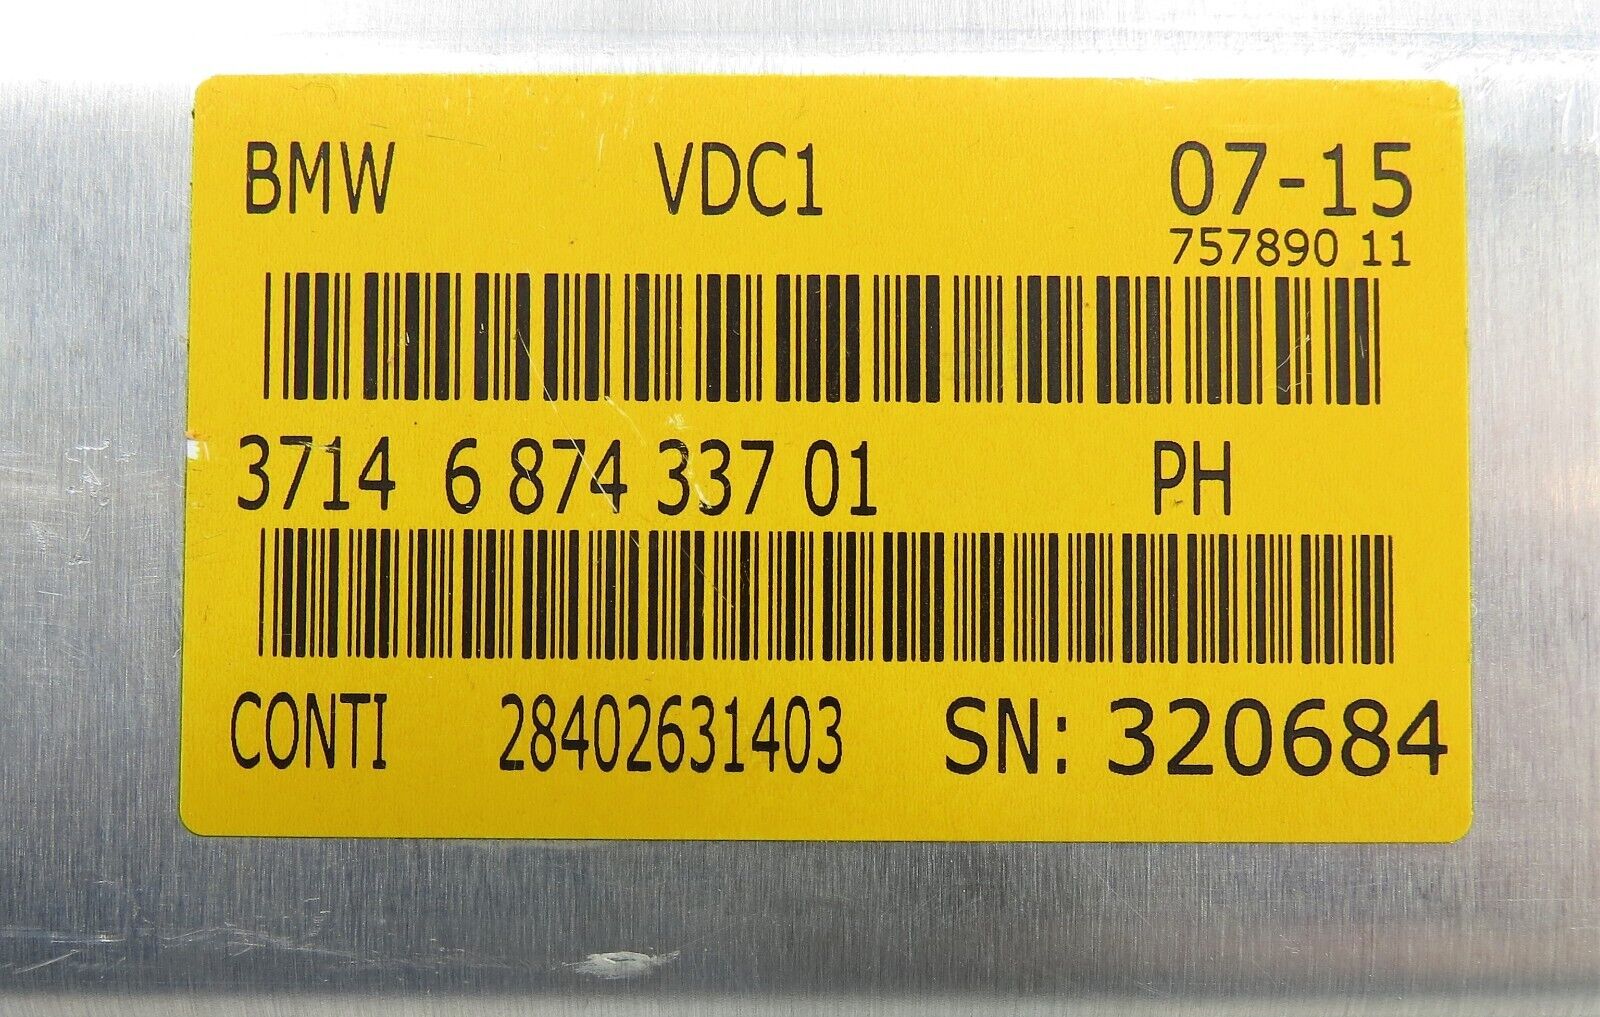 BMW VDC1 07-15
757890 11
3714 6 874 337 01 PH
CONTI 28402631403 SN: 320684